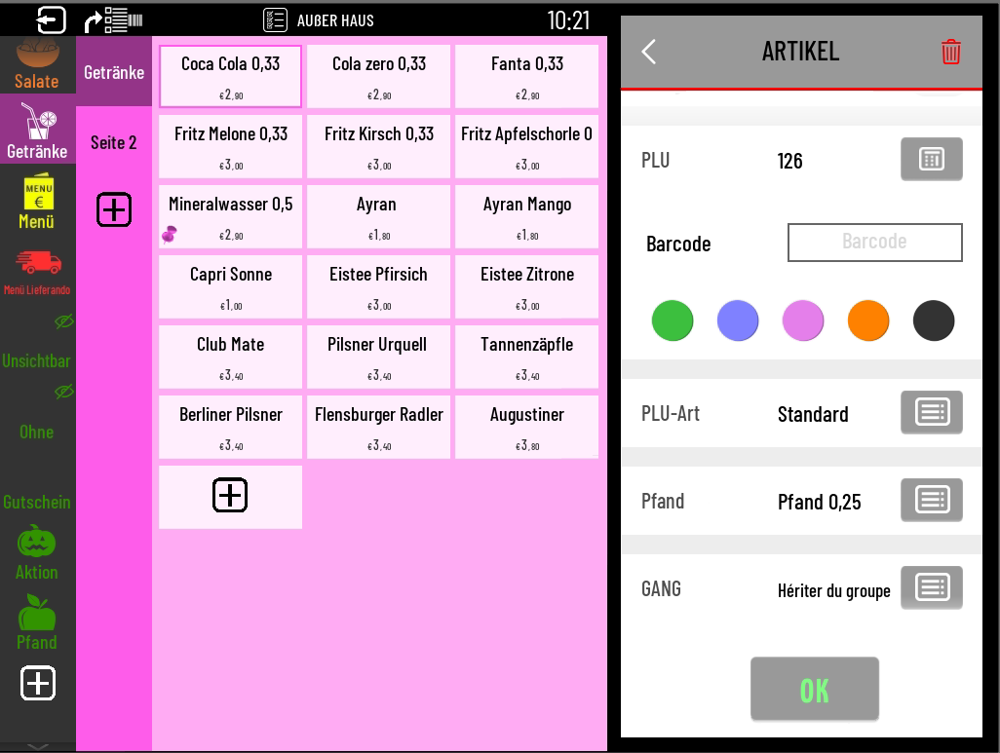 AUßER HAUS
10:21
Salate
Getränke
MENU
€
Menü
Menü Lieferando
Unsichtbar
Ohne
Gutschein
Aktion
Pfand
Getränke
Seite 2
Coca Cola 0,33
€2,90
Cola zero 0,33
€2,90
Fanta 0,33
€2,90
Fritz Melone 0,33
€3,00
Fritz Kirsch 0,33
€3,00
Fritz Apfelschorle 0
€3,00
Mineralwasser 0,5
€2,90
Ayran
€1,80
Ayran Mango
€1,80
Capri Sonne
€1,00
Eistee Pfirsich
€3,00
Eistee Zitrone
€3,00
Club Mate
€3,40
Pilsner Urquell
€3,40
Tannenzäpfle
€3,40
Berliner Pilsner
€3,40
Flensburger Radler
€3,40
Augustiner
€3,80
ARTIKEL
PLU 126
Barcode Barcode
PLU-Art Standard
Pfand Pfand 0,25
GANG Hériter du groupe
OK